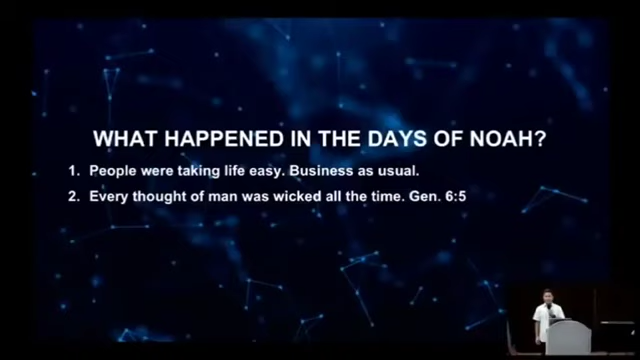 WHAT HAPPENED IN THE DAYS OF NOAH?
1. People were taking life easy. Business as usual.
2. Every thought of man was wicked all the time. Gen. 6:5